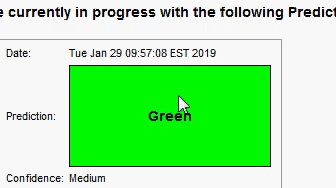 e currently in progress with the following Predict
Date: Tue Jan 29 09:57:08 EST 2019
Prediction: Green
Confidence: Medium